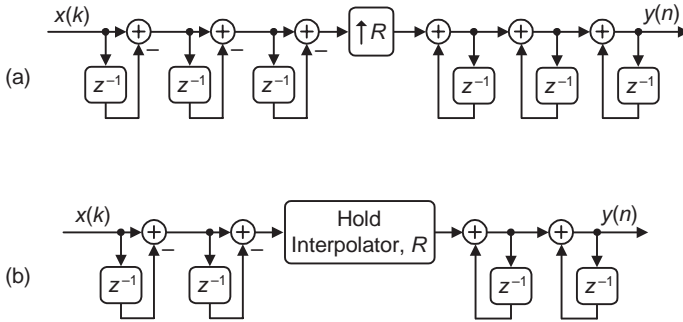 x(k) y(n)
− − − ↑R
(a)
z⁻¹ z⁻¹ z⁻¹ z⁻¹ z⁻¹ z⁻¹
x(k) Hold y(n)
− − Interpolator, R
(b)
z⁻¹ z⁻¹ z⁻¹ z⁻¹